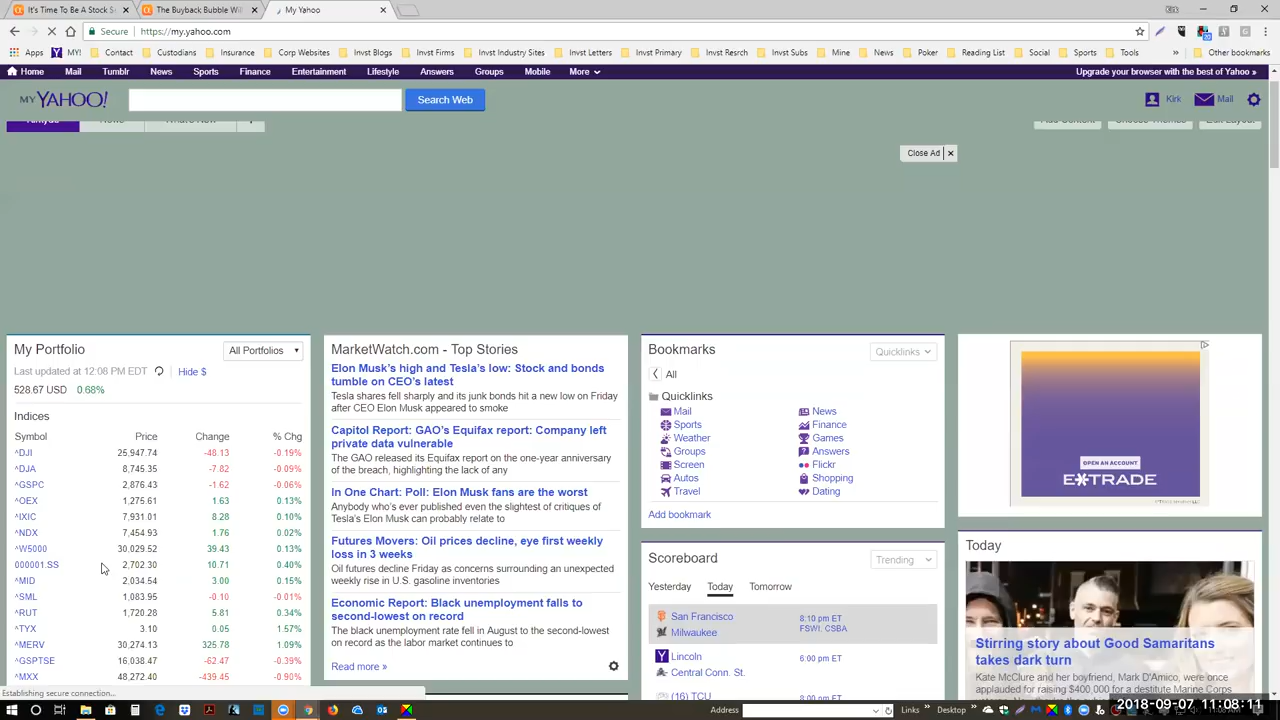 It's Time To Be A Stock Se
The Buyback Bubble Wil
My Yahoo
Secure
https://my.yahoo.com
Apps
MY!
Contact
Custodians
Insurance
Corp Websites
Invst Blogs
Invst Firms
Invst Industry Sites
Invst Letters
Invst Primary
Invst Resrch
Invst Subs
Mine
News
Poker
Reading List
Social
Sports
Tools
»
Other bookmarks
Home
Mail
Tumblr
News
Sports
Finance
Entertainment
Lifestyle
Answers
Groups
Mobile
More
Upgrade your browser with the best of Yahoo »
MY YAHOO!
Search Web
Kirk
Mail
Add Content
Choose Themes
Edit Layout
Close Ad
My Portfolio
All Portfolios
Last updated at 12:08 PM EDT
Hide $
528.67 USD 0.68%
Indices
Symbol Price Change % Chg
^DJI 25,947.74 -48.13 -0.19%
^DJA 8,745.35 -7.82 -0.09%
^GSPC 2,876.43 -1.62 -0.06%
^OEX 1,275.61 1.63 0.13%
^IXIC 7,931.01 8.28 0.10%
^NDX 7,454.93 1.76 0.02%
^W5000 30,029.52 39.43 0.13%
000001.SS 2,702.30 10.71 0.40%
^MID 2,034.54 3.00 0.15%
^SML 1,083.95 -0.10 -0.01%
^RUT 1,720.28 5.81 0.34%
^TYX 3.10 0.05 1.57%
^MERV 30,274.13 325.78 1.09%
^GSPTSE 16,038.47 -62.47 -0.39%
^MXX 48,272.40 -439.45 -0.90%
Establishing secure connection...
MarketWatch.com - Top Stories
Elon Musk's high and Tesla's low: Stock and bonds
tumble on CEO's latest
Tesla shares fell sharply and its junk bonds hit a new low on Friday
after CEO Elon Musk appeared to smoke
Capitol Report: GAO's Equifax report: Company left
private data vulnerable
The GAO released its Equifax report on the one-year anniversary
of the breach, highlighting the lack of any
In One Chart: Poll: Elon Musk fans are the worst
Anybody who's ever published even the slightest of critiques of
Tesla's Elon Musk can probably relate to
Futures Movers: Oil prices decline, eye first weekly
loss in 3 weeks
Oil futures decline Friday as concerns surrounding an unexpected
weekly rise in U.S. gasoline inventories
Economic Report: Black unemployment falls to
second-lowest on record
The black unemployment rate fell in August to the second-lowest
on record as the labor market continues to
Read more »
Bookmarks
Quicklinks
All
Quicklinks
Mail
Sports
Weather
Groups
Screen
Autos
Travel
News
Finance
Games
Answers
Flickr
Shopping
Dating
Add bookmark
Scoreboard
Trending
Yesterday
Today
Tomorrow
San Francisco
Milwaukee
8:10 pm ET
FSWI, CSBA
Lincoln
Central Conn. St.
6:00 pm ET
(16) TCU
OPEN AN ACCOUNT
E*TRADE
Today
Stirring story about Good Samaritans
takes dark turn
Kate McClure and her boyfriend, Mark D'Amico, were once
applauded for raising $400,000 for a destitute Marine Corps
Address
Links »
Desktop »
2018-09-07 11:08:11